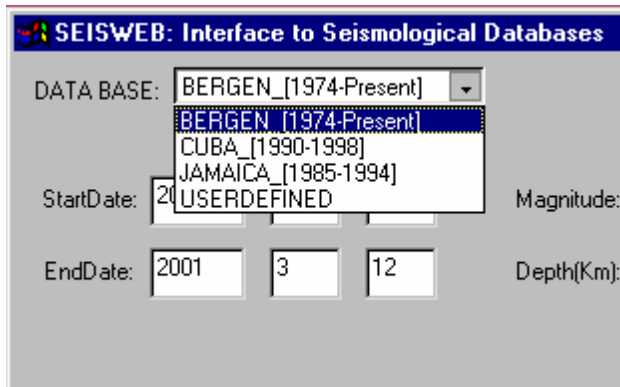 SEISWEB: Interface to Seismological Databases
DATA BASE: BERGEN_[1974-Present]
BERGEN_[1974-Present]
CUBA_[1990-1998]
JAMAICA_[1985-1994]
USERDEFINED
StartDate: Magnitude:
EndDate: 2001 3 12 Depth(Km):